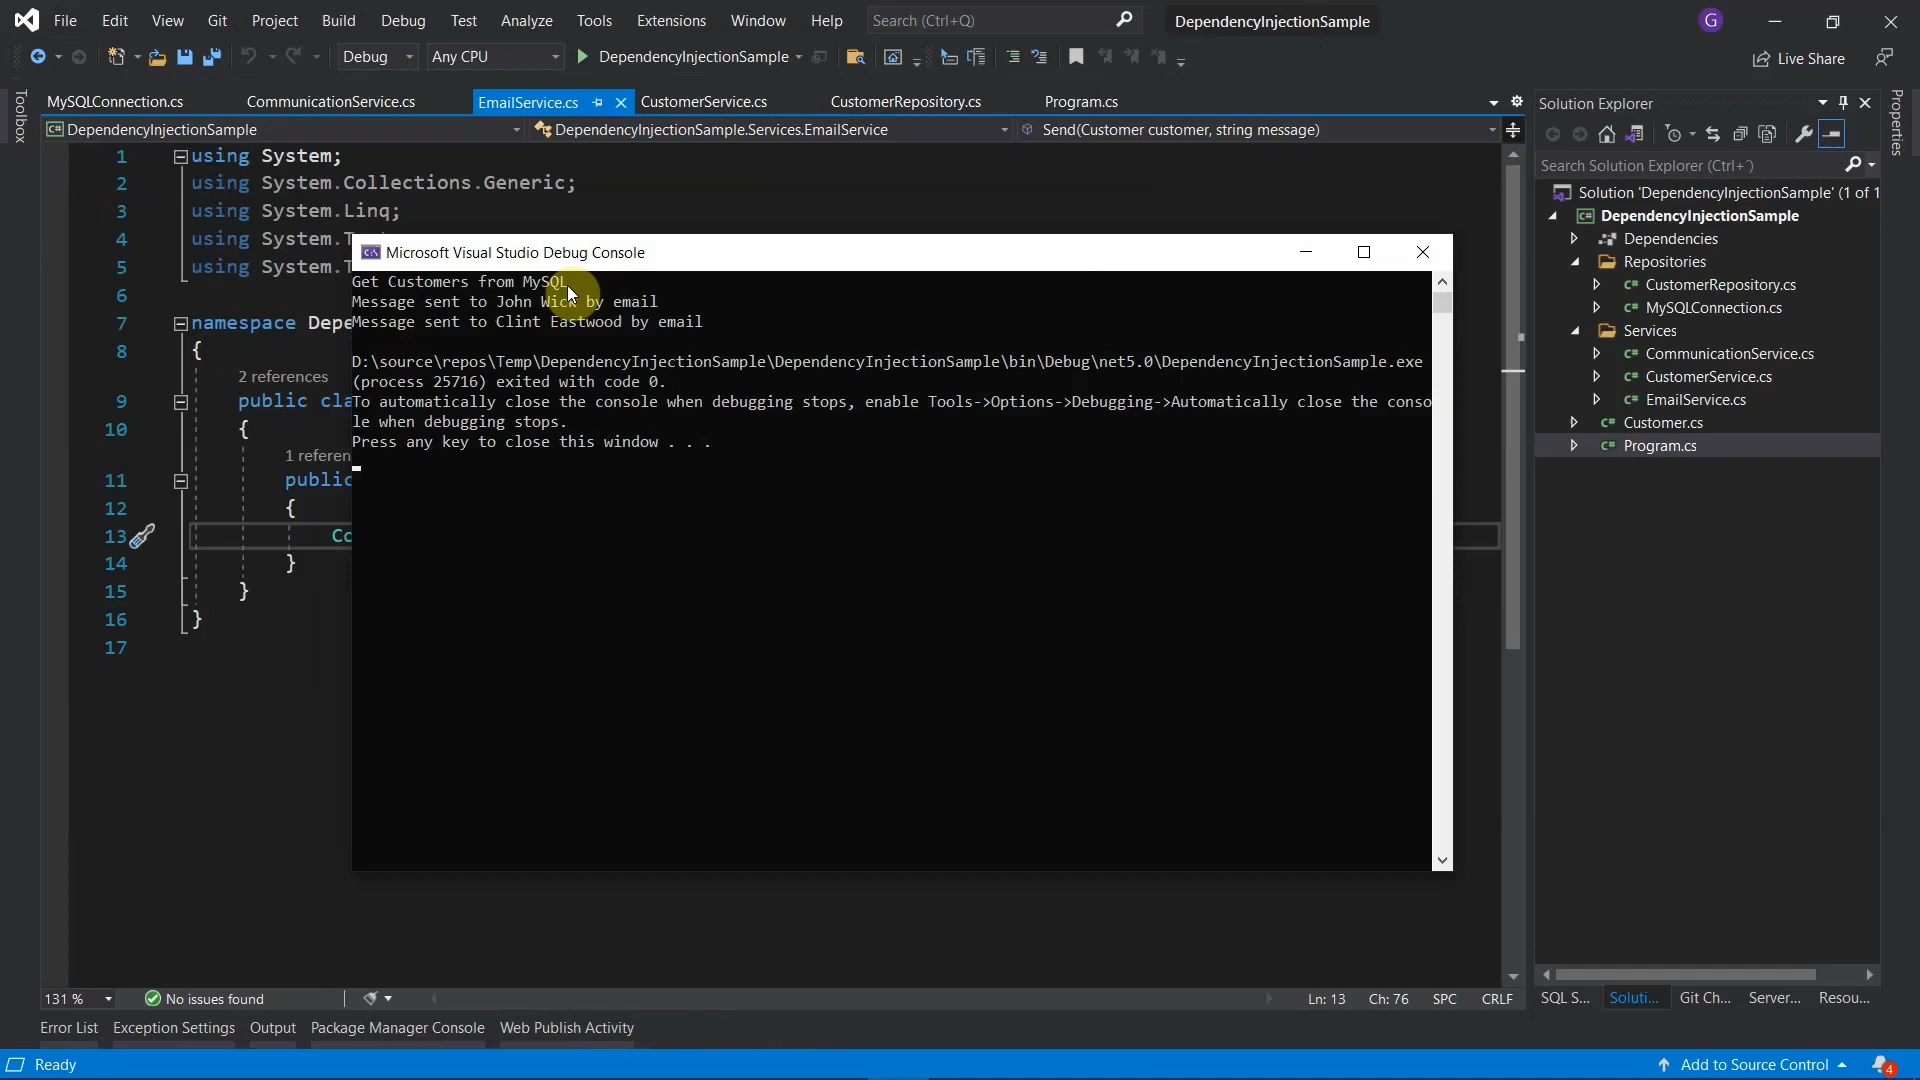 File Edit View Git Project Build Debug Test Analyze Tools Extensions Window Help Search (Ctrl+Q) DependencyInjectionSample G
Debug Any CPU DependencyInjectionSample Live Share
Toolbox
MySQLConnection.cs CommunicationService.cs EmailService.cs CustomerService.cs CustomerRepository.cs Program.cs
DependencyInjectionSample DependencyInjectionSample.Services.EmailService Send(Customer customer, string message)
1 using System;
2 using System.Collections.Generic;
3 using System.Linq;
4 using System.T
5 using System.T
6
7 namespace Depe
8 {
2 references
9 public cla
10 {
1 referen
11 public
12 {
13 Co
14 }
15 }
16 }
17
Microsoft Visual Studio Debug Console
Get Customers from MySQL
Message sent to John Wick by email
Message sent to Clint Eastwood by email
D:\source\repos\Temp\DependencyInjectionSample\DependencyInjectionSample\bin\Debug\net5.0\DependencyInjectionSample.exe
(process 25716) exited with code 0.
To automatically close the console when debugging stops, enable Tools->Options->Debugging->Automatically close the conso
le when debugging stops.
Press any key to close this window . . .
Solution Explorer
Search Solution Explorer (Ctrl+¨)
Solution 'DependencyInjectionSample' (1 of 1
DependencyInjectionSample
Dependencies
Repositories
CustomerRepository.cs
MySQLConnection.cs
Services
CommunicationService.cs
CustomerService.cs
EmailService.cs
Customer.cs
Program.cs
Properties
131 % No issues found Ln: 13 Ch: 76 SPC CRLF
SQL S... Soluti... Git Ch... Server... Resou...
Error List Exception Settings Output Package Manager Console Web Publish Activity
Ready Add to Source Control 4